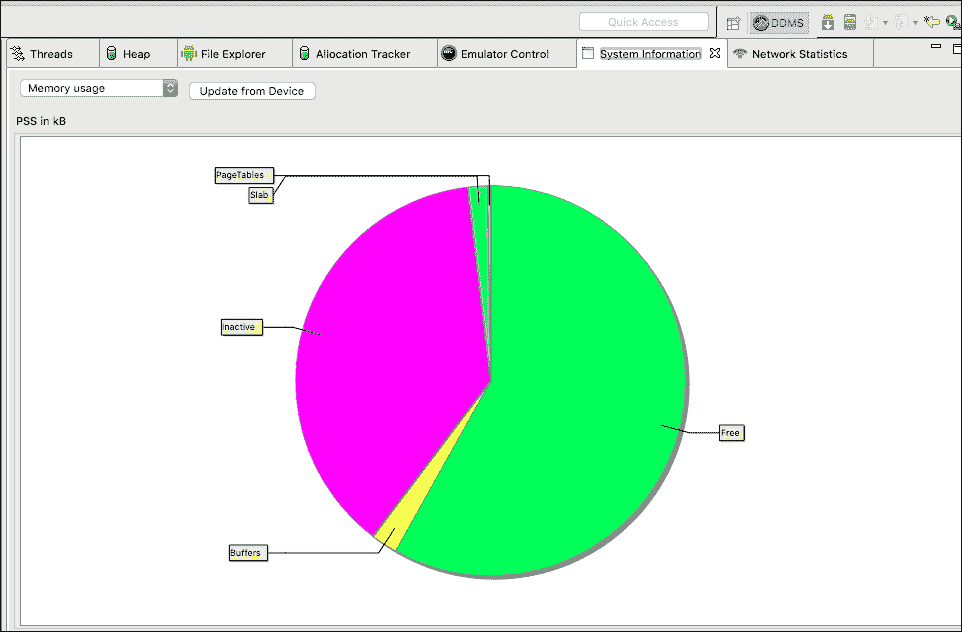 Quick Access
DDMS
Threads
Heap
File Explorer
Allocation Tracker
Emulator Control
System Information
Network Statistics
Memory usage
Update from Device
PSS in kB
PageTables
Slab
Inactive
Free
Buffers